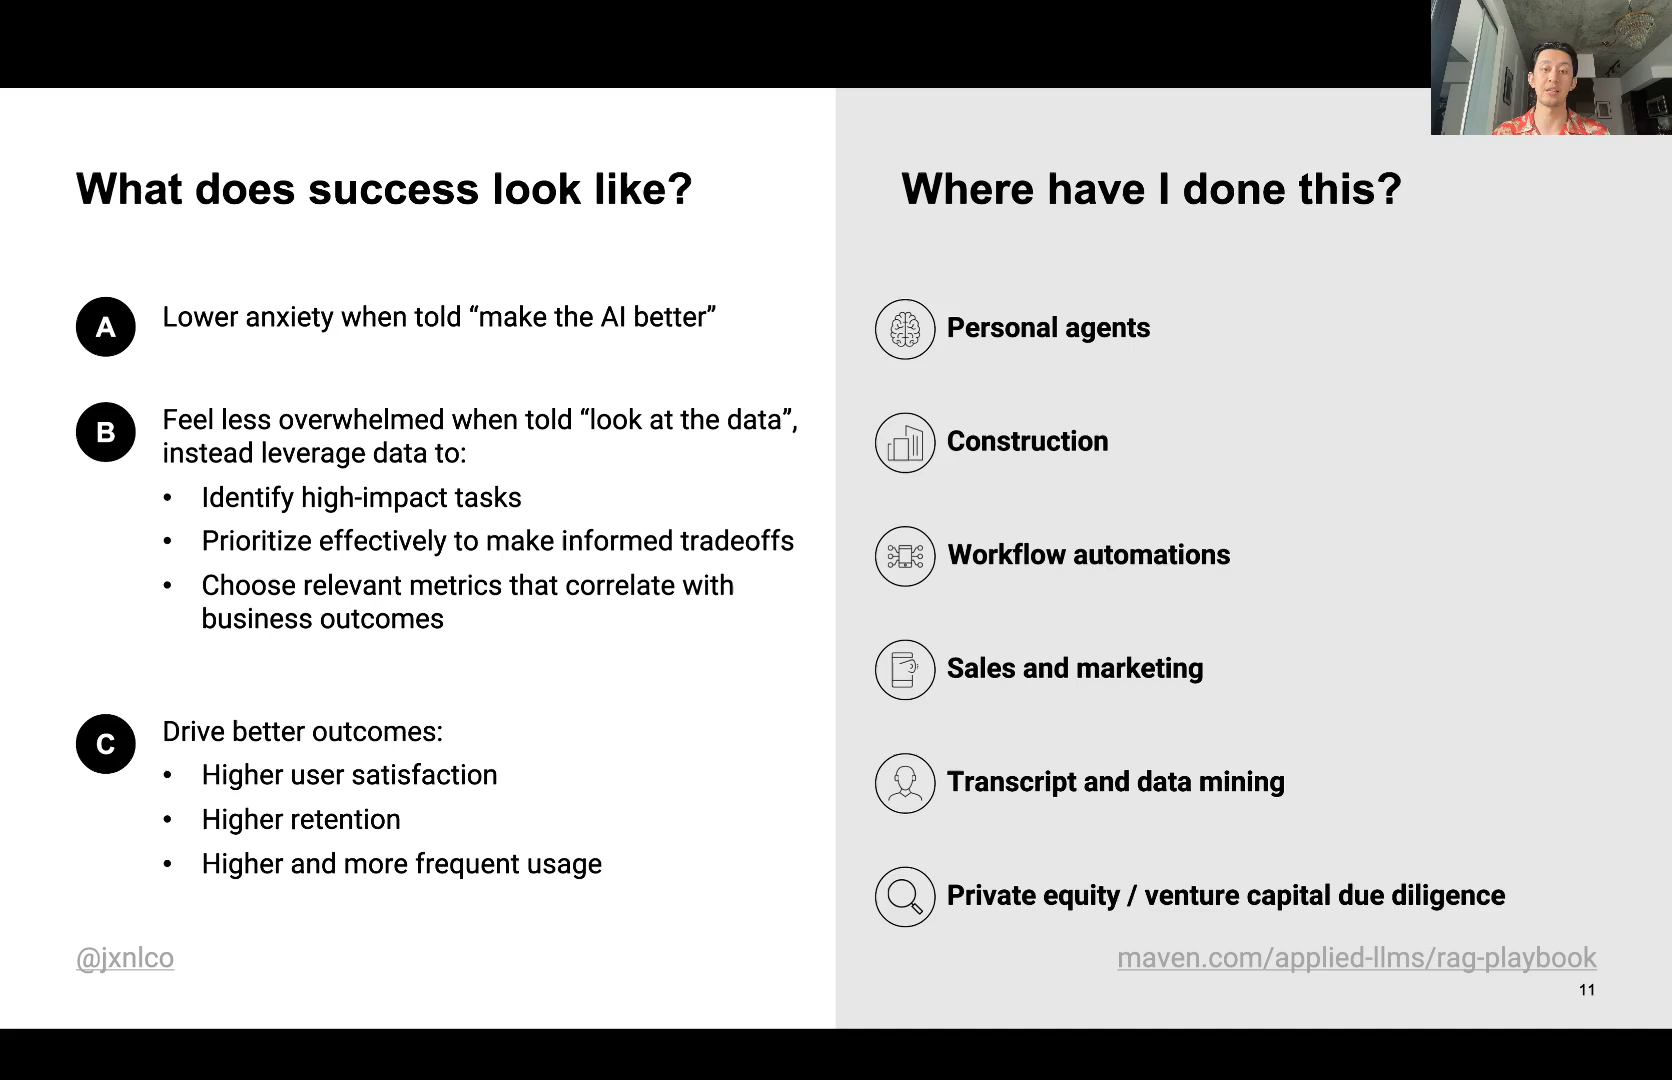 What does success look like?
A
Lower anxiety when told “make the AI better”
B
Feel less overwhelmed when told “look at the data”,
instead leverage data to:
• Identify high-impact tasks
• Prioritize effectively to make informed tradeoffs
• Choose relevant metrics that correlate with
business outcomes
C
Drive better outcomes:
• Higher user satisfaction
• Higher retention
• Higher and more frequent usage
@jxnlco
Where have I done this?
Personal agents
Construction
Workflow automations
Sales and marketing
Transcript and data mining
Private equity / venture capital due diligence
maven.com/applied-llms/rag-playbook
11